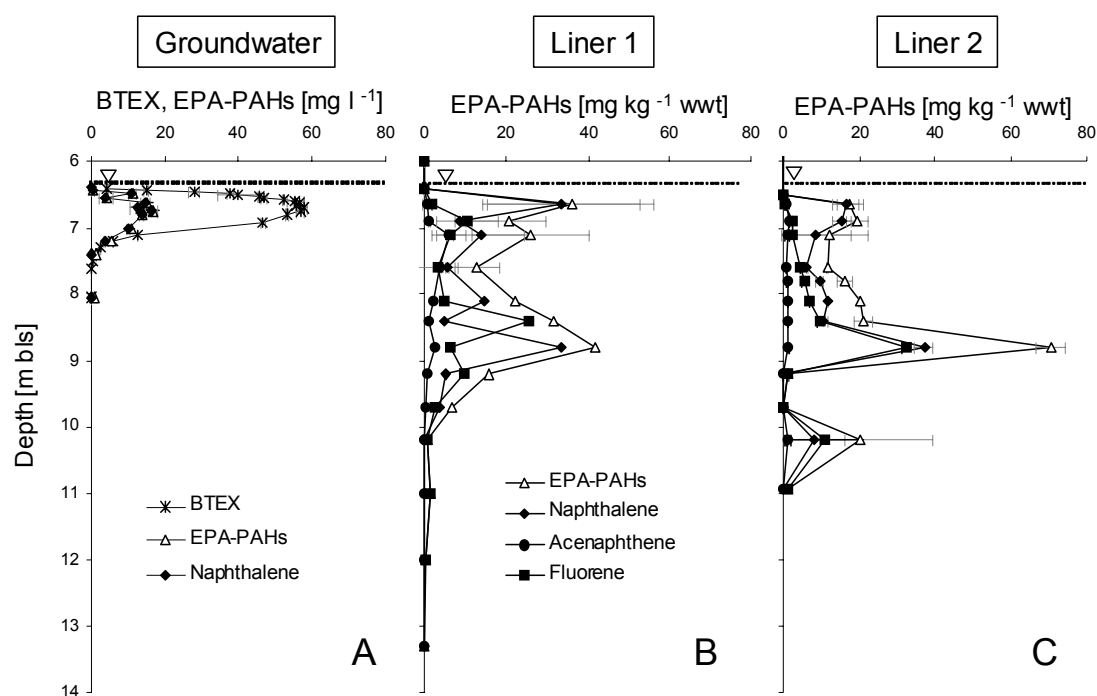 Groundwater
Liner 1
Liner 2
BTEX, EPA-PAHs [mg l -1]
EPA-PAHs [mg kg -1 wwt]
EPA-PAHs [mg kg -1 wwt]
0 20 40 60 80
0 20 40 60 80
0 20 40 60 80
Depth [m bls]
6
7
8
9
10
11
12
13
14
BTEX
EPA-PAHs
Naphthalene
A
EPA-PAHs
Naphthalene
Acenaphthene
Fluorene
B
C